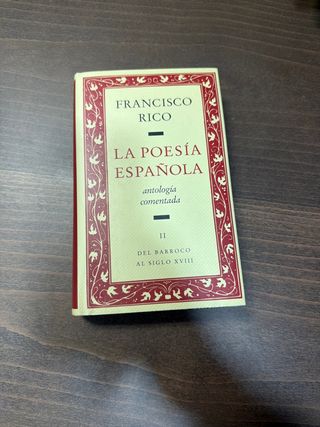 FRANCISCO
RICO
LA POESÍA
ESPAÑOLA
antología
comentada
II
DEL BARROCO
AL SIGLO XVIII